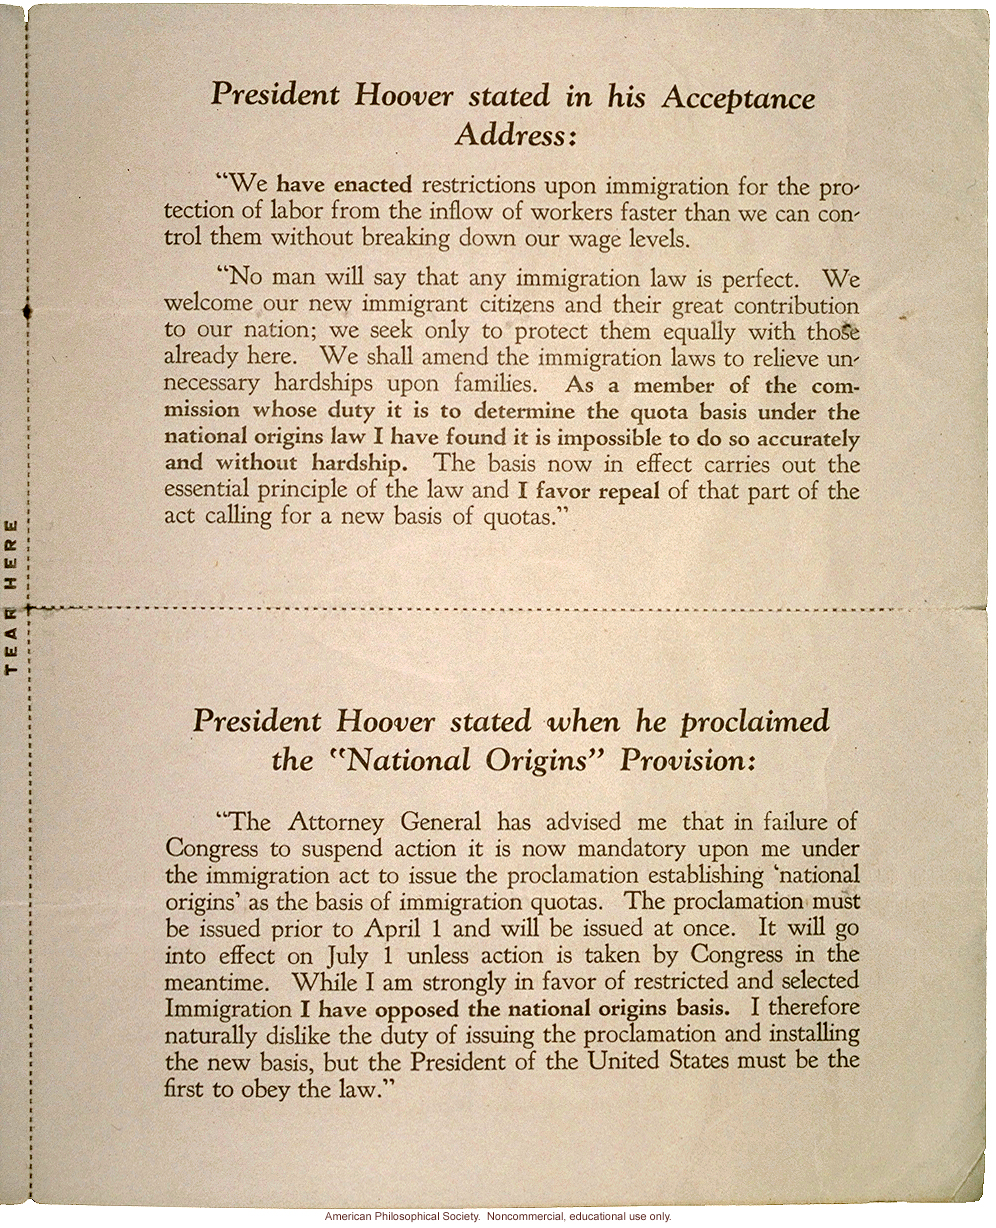 President Hoover stated in his Acceptance
Address:
“We have enacted restrictions upon immigration for the pro-
tection of labor from the inflow of workers faster than we can con-
trol them without breaking down our wage levels.
“No man will say that any immigration law is perfect. We
welcome our new immigrant citizens and their great contribution
to our nation; we seek only to protect them equally with those
already here. We shall amend the immigration laws to relieve un-
necessary hardships upon families. As a member of the com-
mission whose duty it is to determine the quota basis under the
national origins law I have found it is impossible to do so accurately
and without hardship. The basis now in effect carries out the
essential principle of the law and I favor repeal of that part of the
act calling for a new basis of quotas.”
TEAR HERE
President Hoover stated when he proclaimed
the “National Origins” Provision:
“The Attorney General has advised me that in failure of
Congress to suspend action it is now mandatory upon me under
the immigration act to issue the proclamation establishing ‘national
origins’ as the basis of immigration quotas. The proclamation must
be issued prior to April 1 and will be issued at once. It will go
into effect on July 1 unless action is taken by Congress in the
meantime. While I am strongly in favor of restricted and selected
Immigration I have opposed the national origins basis. I therefore
naturally dislike the duty of issuing the proclamation and installing
the new basis, but the President of the United States must be the
first to obey the law.”
American Philosophical Society. Noncommercial, educational use only.